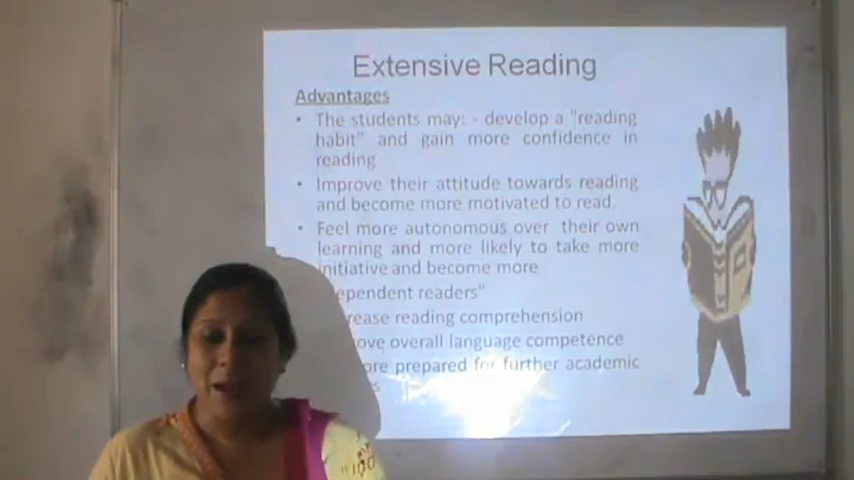 Extensive Reading
Advantages
• The students may: - develop a "reading
habit" and gain more confidence in
reading
• Improve their attitude towards reading
and become more motivated to read.
• Feel more autonomous over their own
learning and more likely to take more
initiative and become more
ependent readers"
rease reading comprehension
ove overall language competence
ore prepared for further academic